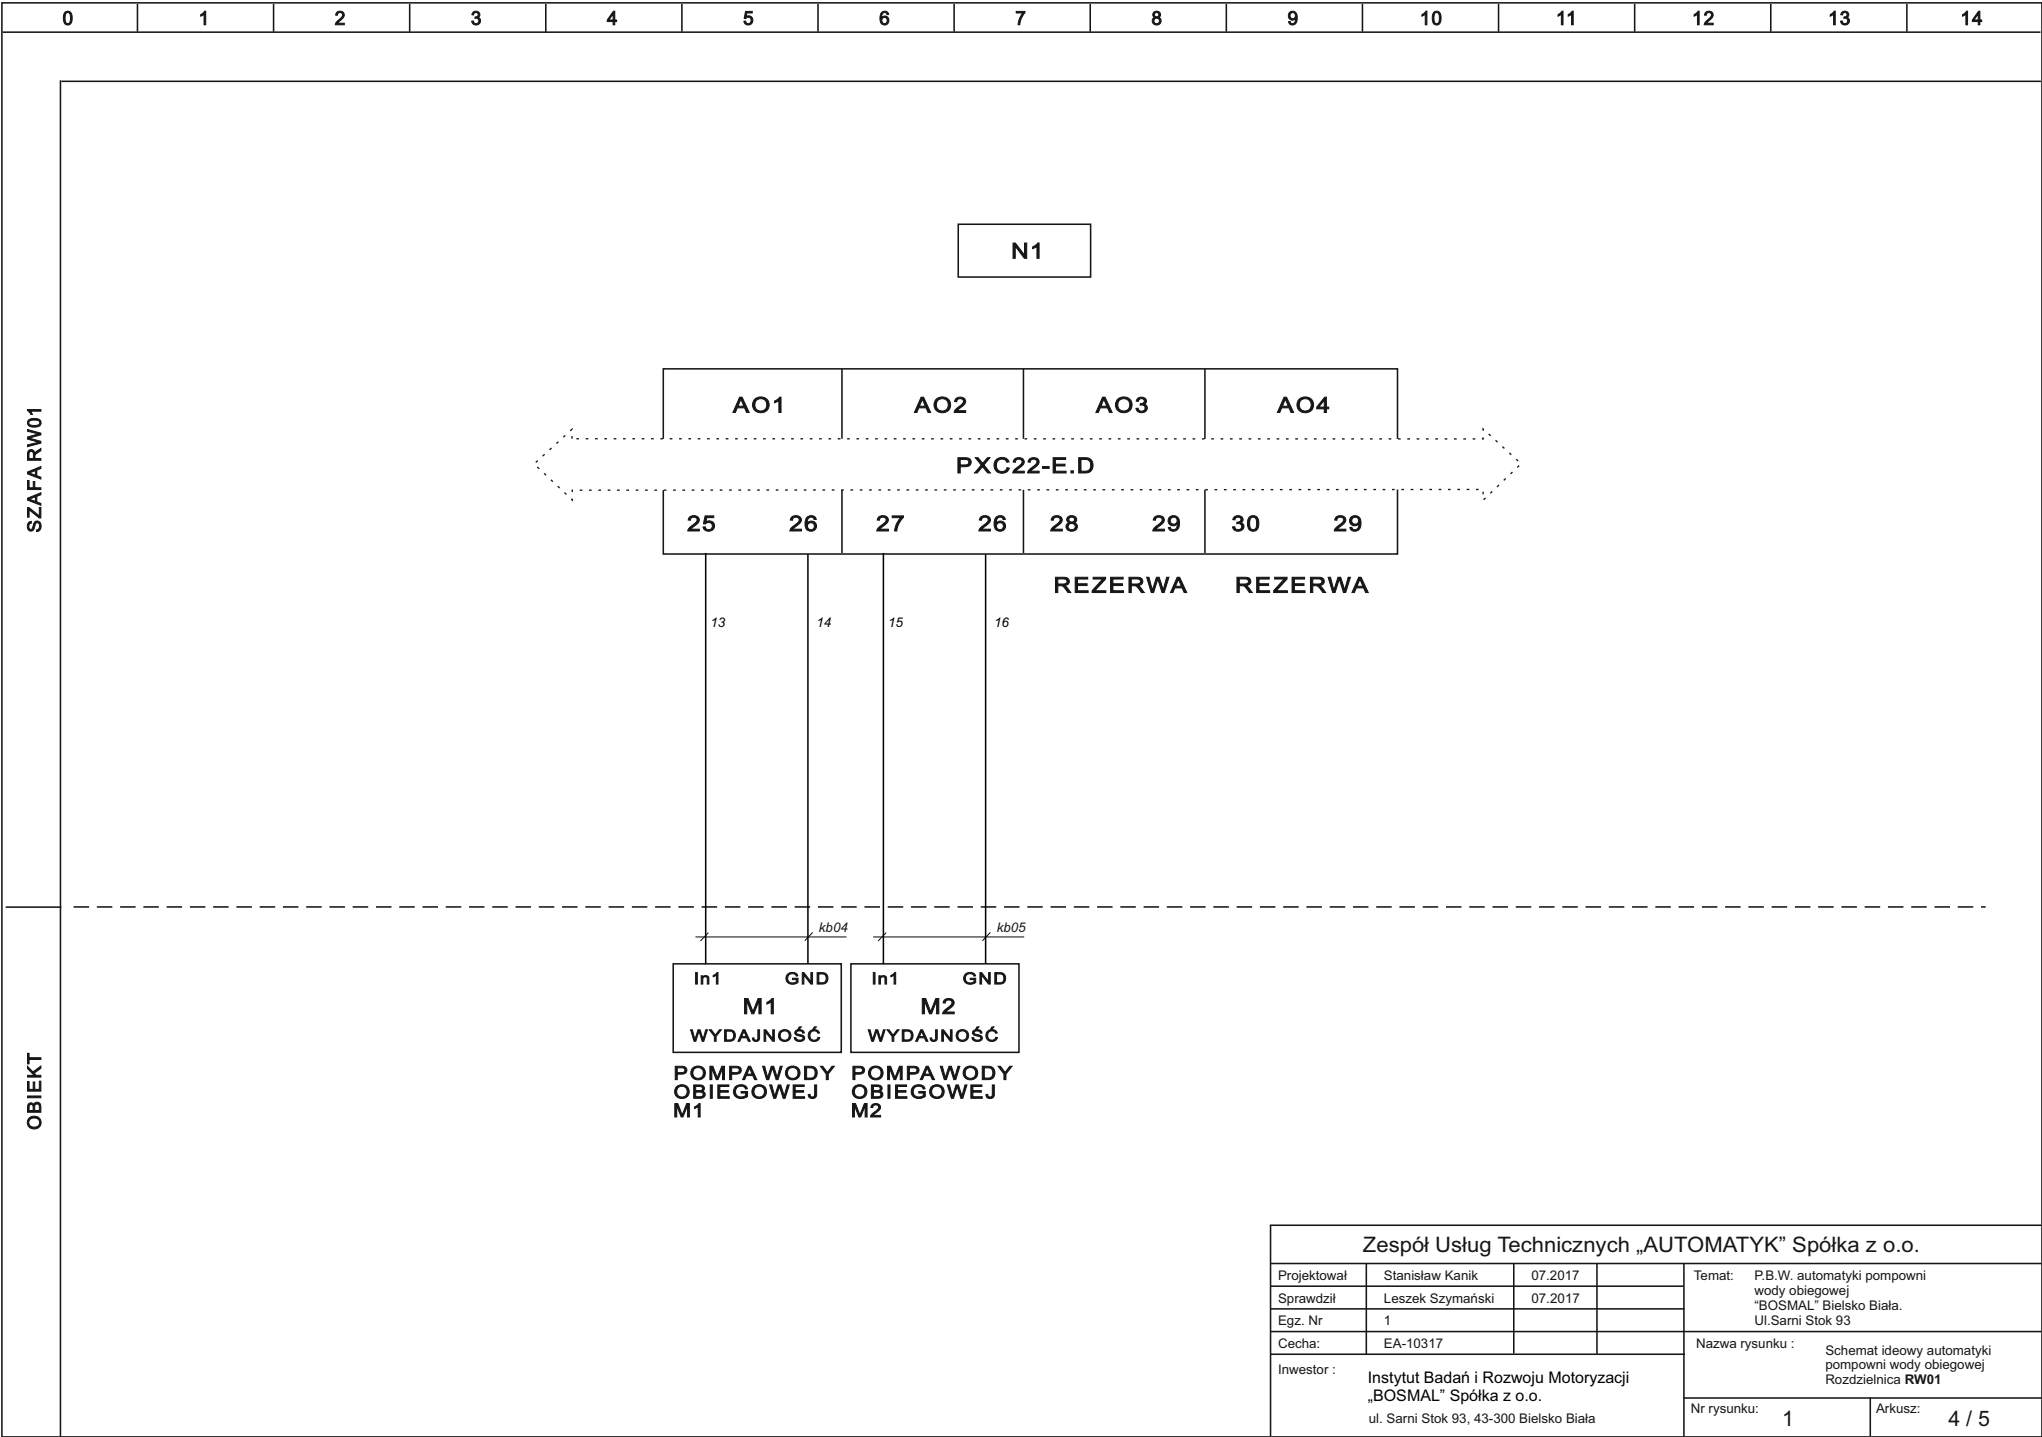 0 1 2 3 4 5 6 7 8 9 10 11 12 13 14
SZAFA RW01
N1
AO1 AO2 AO3 AO4
PXC22-E.D
25 26 27 26 28 29 30 29
REZERWA REZERWA
13 14 15 16
OBIEKT
kb04 kb05
In1 GND In1 GND
M1 M2
WYDAJNOŚĆ WYDAJNOŚĆ
POMPA WODY
OBIEGOWEJ
M1
POMPA WODY
OBIEGOWEJ
M2
Zespół Usług Technicznych „AUTOMATYK” Spółka z o.o.
Projektował Stanisław Kanik 07.2017
Sprawdził Leszek Szymański 07.2017
Egz. Nr 1
Cecha: EA-10317
Inwestor :
Instytut Badań i Rozwoju Motoryzacji
„BOSMAL” Spółka z o.o.
ul. Sarni Stok 93, 43-300 Bielsko Biała
Temat: P.B.W. automatyki pompowni
wody obiegowej
“BOSMAL” Bielsko Biała.
Ul.Sarni Stok 93
Nazwa rysunku :
Schemat ideowy automatyki
pompowni wody obiegowej
Rozdzielnica RW01
Nr rysunku: 1
Arkusz: 4 / 5